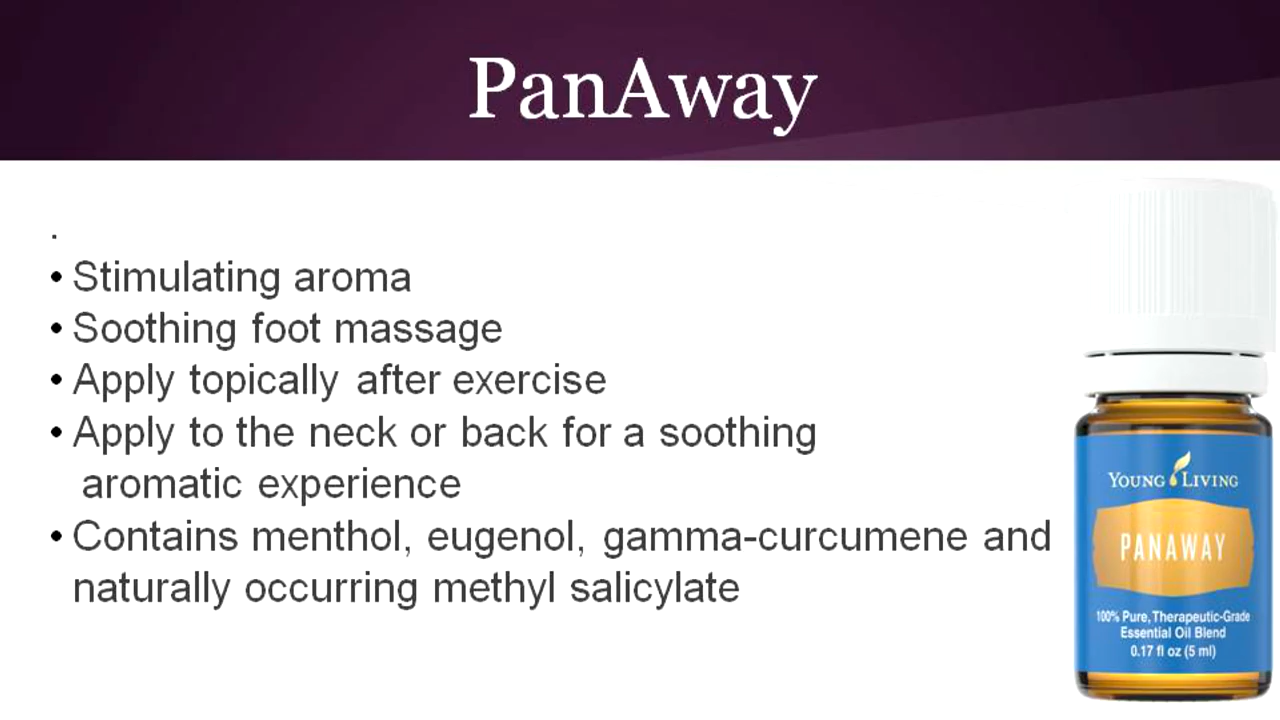 PanAway
.
• Stimulating aroma
• Soothing foot massage
• Apply topically after exercise
• Apply to the neck or back for a soothing
aromatic experience
• Contains menthol, eugenol, gamma-curcumene and
naturally occurring methyl salicylate
YOUNG LIVING
PANAWAY
100% Pure, Therapeutic-Grade
Essential Oil Blend
0.17 fl oz (5 ml)